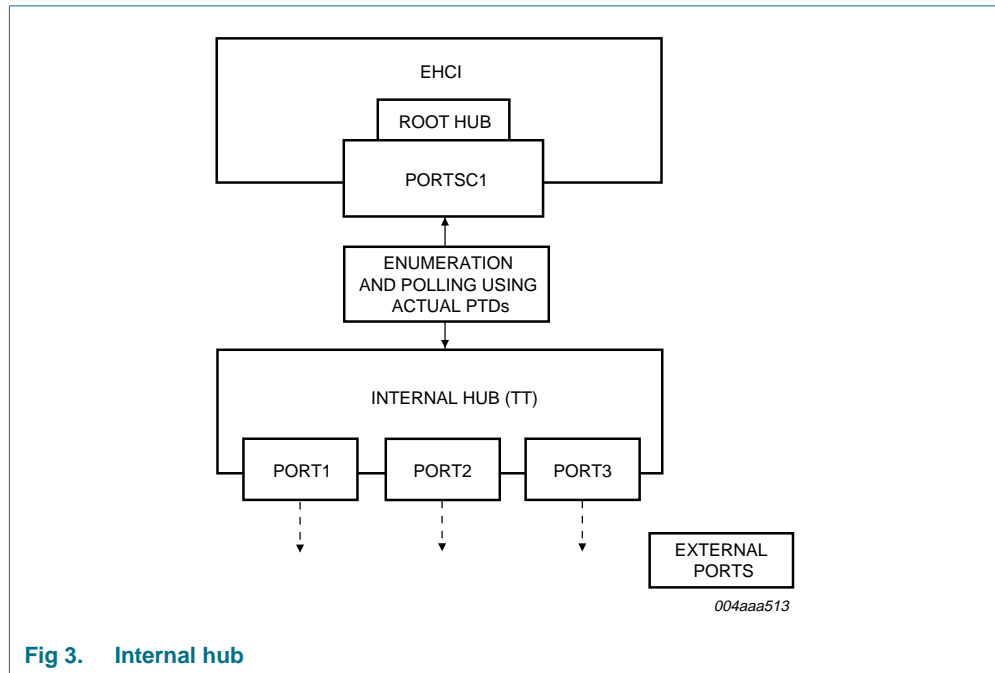 EHCI
ROOT HUB
PORTSC1
ENUMERATION
AND POLLING USING
ACTUAL PTDs
INTERNAL HUB (TT)
PORT1
PORT2
PORT3
EXTERNAL
PORTS
004aaa513
Fig 3. Internal hub